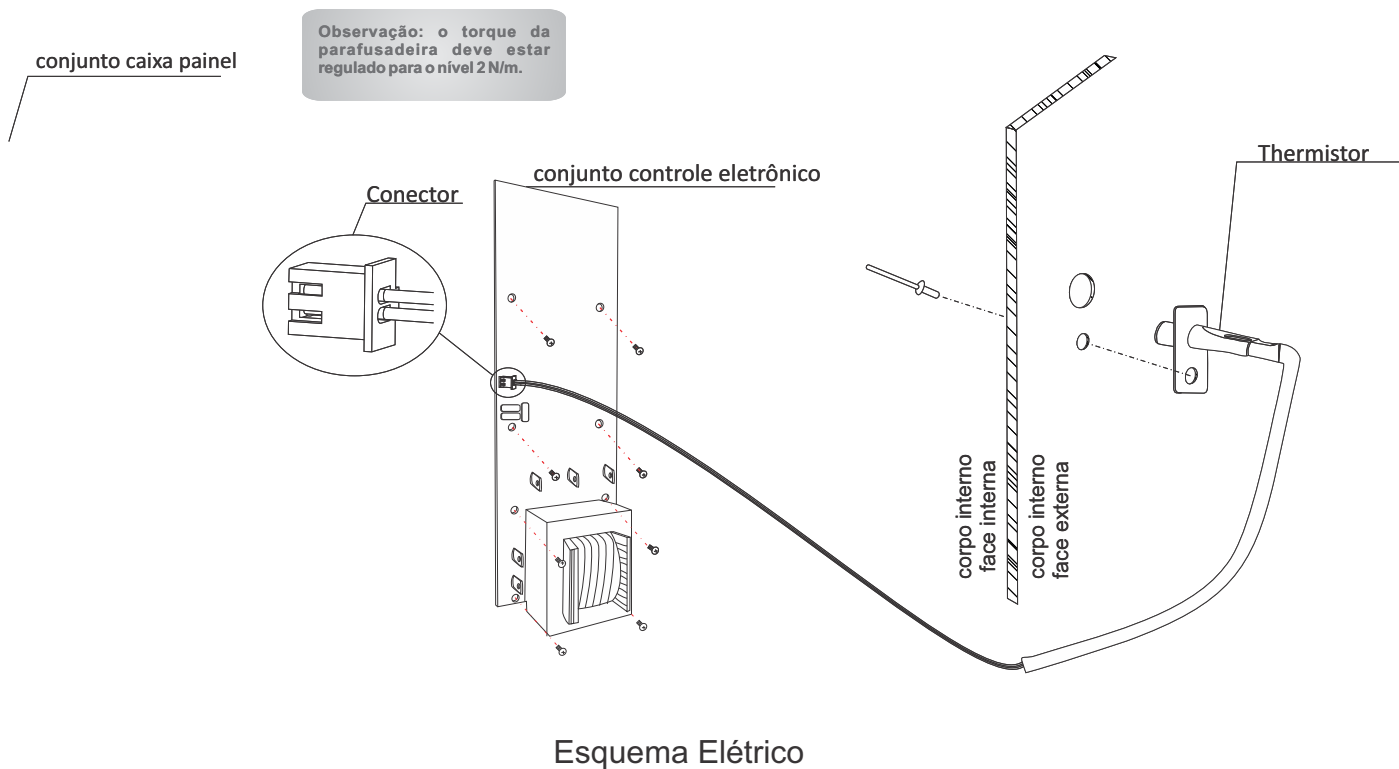 conjunto caixa painel
Observação: o torque da
parafusadeira deve estar
regulado para o nível 2 N/m.
conjunto controle eletrônico
Conector
Thermistor
corpo interno
face interna
corpo interno
face externa
Esquema Elétrico